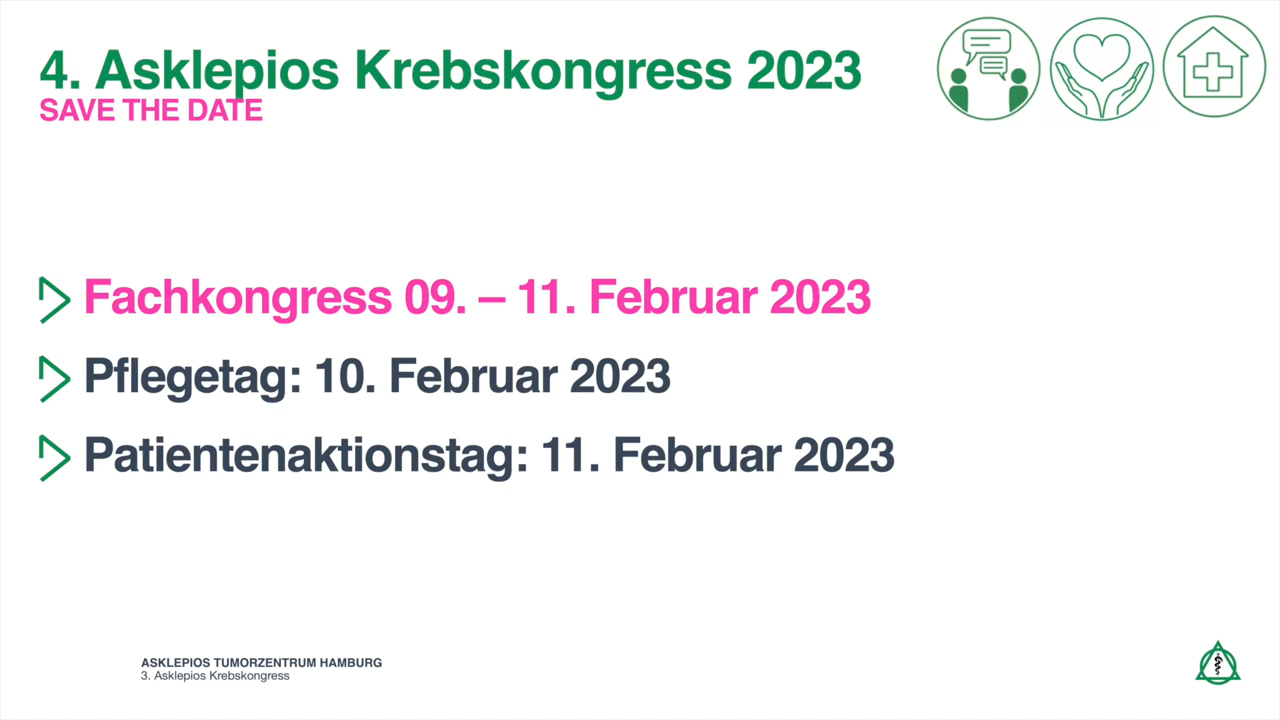 4. Asklepios Krebskongress 2023
SAVE THE DATE
Fachkongress 09. – 11. Februar 2023
Pflegetag: 10. Februar 2023
Patientenaktionstag: 11. Februar 2023
ASKLEPIOS TUMORZENTRUM HAMBURG
3. Asklepios Krebskongress